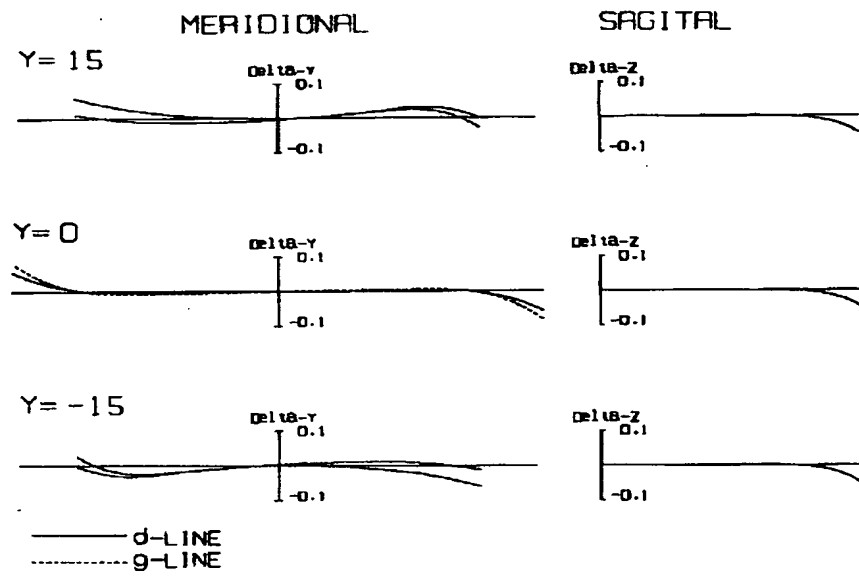 MERIDIONAL SAGITAL
Y= 15
Delta-Y Delta-Z
0.1 0.1
-0.1 -0.1
Y= 0
Delta-Y Delta-Z
0.1 0.1
-0.1 -0.1
Y= -15
Delta-Y Delta-Z
0.1 0.1
-0.1 -0.1
d-LINE
g-LINE